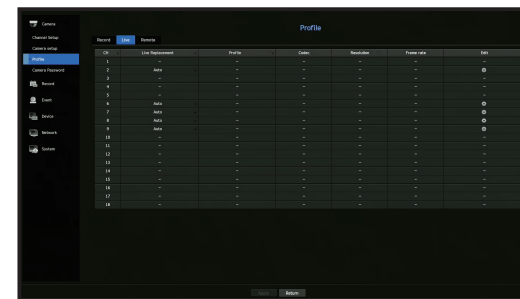 Profile
Camera
Channel Setup
Camera setup
Profile
Camera Password
Record
Event
Device
Network
System
Record Live Remote
CH Live Replacement Profile Codec Resolution Frame rate Edit
1 - - - - - -
2 Auto - - - -
3 - - - - - -
4 - - - - - -
5 - - - - - -
6 Auto - - - -
7 Auto - - - -
8 Auto - - - -
9 Auto - - - -
10 - - - - - -
11 - - - - - -
12 - - - - - -
13 - - - - - -
14 - - - - - -
15 - - - - - -
16 - - - - - -
17 - - - - - -
18 - - - - - -
Apply Return